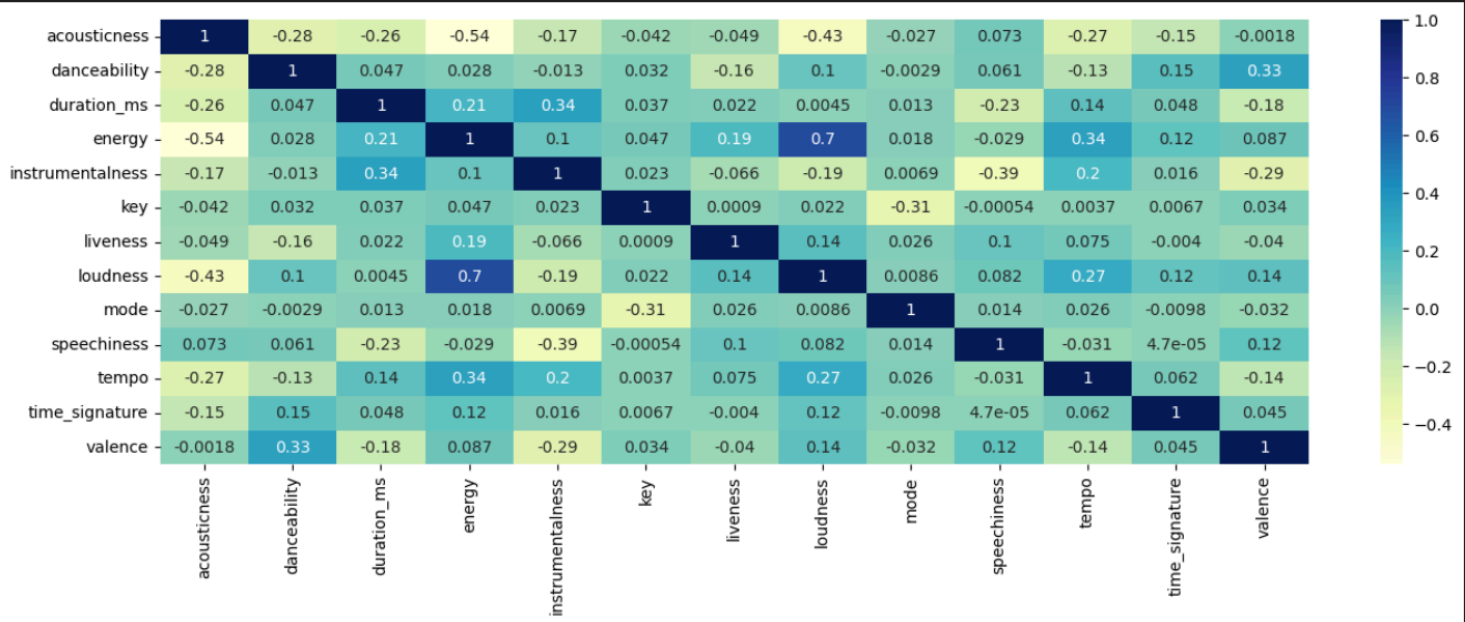 acousticness 1 -0.28 -0.26 -0.54 -0.17 -0.042 -0.049 -0.43 -0.027 0.073 -0.27 -0.15 -0.0018
danceability -0.28 1 0.047 0.028 -0.013 0.032 -0.16 0.1 -0.0029 0.061 -0.13 0.15 0.33
duration_ms -0.26 0.047 1 0.21 0.34 0.037 0.022 0.0045 0.013 -0.23 0.14 0.048 -0.18
energy -0.54 0.028 0.21 1 0.1 0.047 0.19 0.7 0.018 -0.029 0.34 0.12 0.087
instrumentalness -0.17 -0.013 0.34 0.1 1 0.023 -0.066 -0.19 0.0069 -0.39 0.2 0.016 -0.29
key -0.042 0.032 0.037 0.047 0.023 1 0.0009 0.022 -0.31 -0.00054 0.0037 0.0067 0.034
liveness -0.049 -0.16 0.022 0.19 -0.066 0.0009 1 0.14 0.026 0.1 0.075 -0.004 -0.04
loudness -0.43 0.1 0.0045 0.7 -0.19 0.022 0.14 1 0.0086 0.082 0.27 0.12 0.14
mode -0.027 -0.0029 0.013 0.018 0.0069 -0.31 0.026 0.0086 1 0.014 0.026 -0.0098 -0.032
speechiness 0.073 0.061 -0.23 -0.029 -0.39 -0.00054 0.1 0.082 0.014 1 -0.031 4.7e-05 0.12
tempo -0.27 -0.13 0.14 0.34 0.2 0.0037 0.075 0.27 0.026 -0.031 1 0.062 -0.14
time_signature -0.15 0.15 0.048 0.12 0.016 0.0067 -0.004 0.12 -0.0098 4.7e-05 0.062 1 0.045
valence -0.0018 0.33 -0.18 0.087 -0.29 0.034 -0.04 0.14 -0.032 0.12 -0.14 0.045 1
acousticness
danceability
duration_ms
energy
instrumentalness
key
liveness
loudness
mode
speechiness
tempo
time_signature
valence
1.0
0.8
0.6
0.4
0.2
0.0
−0.2
−0.4